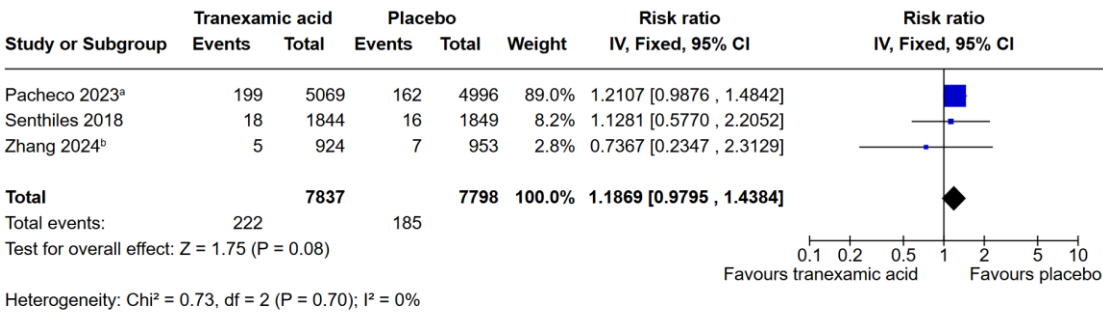 Tranexamic acid Placebo Risk ratio Risk ratio
Study or Subgroup Events Total Events Total Weight IV, Fixed, 95% CI IV, Fixed, 95% CI
Pacheco 2023ᵃ 199 5069 162 4996 89.0% 1.2107 [0.9876 , 1.4842]
Senthiles 2018 18 1844 16 1849 8.2% 1.1281 [0.5770 , 2.2052]
Zhang 2024ᵇ 5 924 7 953 2.8% 0.7367 [0.2347 , 2.3129]
Total 7837 7798 100.0% 1.1869 [0.9795 , 1.4384]
Total events: 222 185
Test for overall effect: Z = 1.75 (P = 0.08)
0.1 0.2 0.5 1 2 5 10
Favours tranexamic acid Favours placebo
Heterogeneity: Chi² = 0.73, df = 2 (P = 0.70); I² = 0%